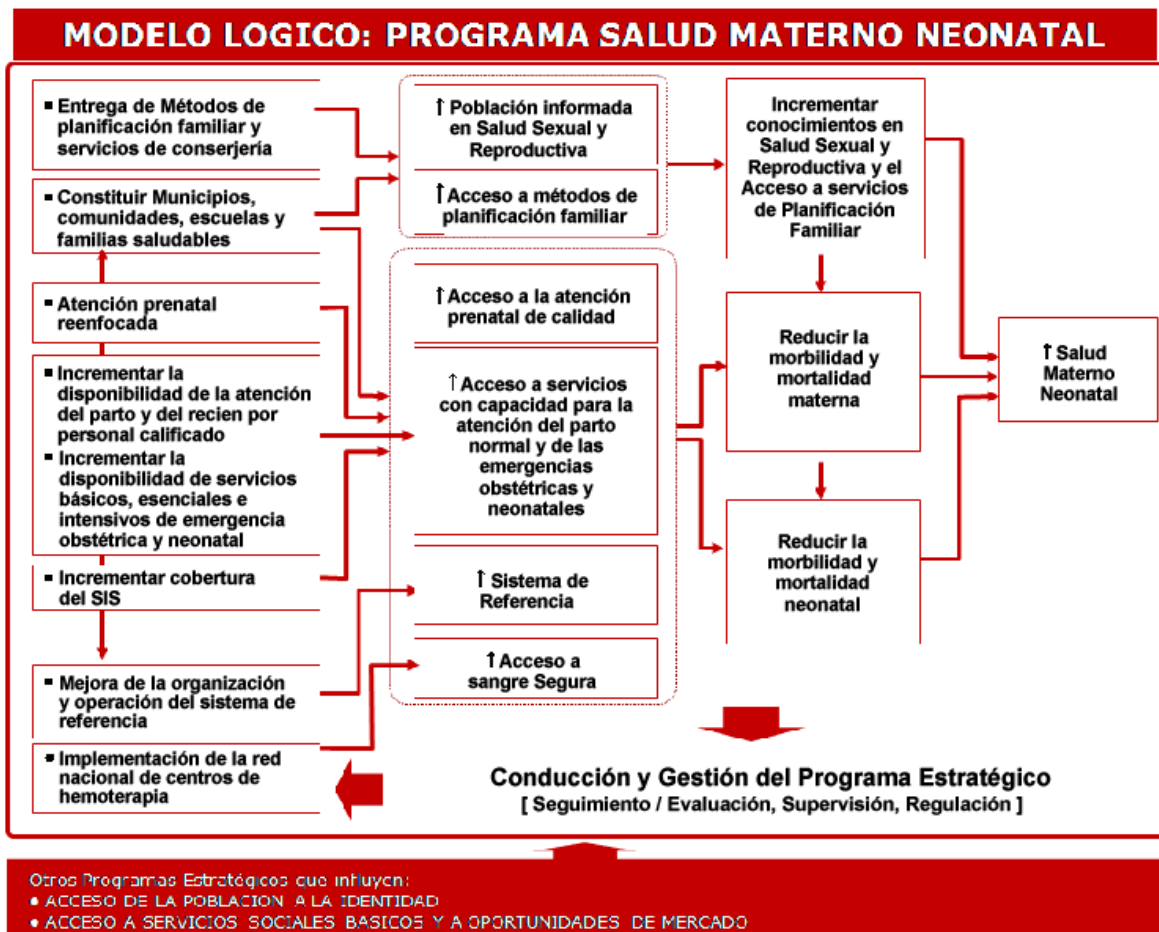 MODELO LOGICO: PROGRAMA SALUD MATERNO NEONATAL
▪ Entrega de Métodos de
planificación familiar y
servicios de conserjería
▪ Constituir Municipios,
comunidades, escuelas y
familias saludables
▪ Atención prenatal
reenfocada
▪ Incrementar la
disponibilidad de la atención
del parto y del recien por
personal calificado
▪ Incrementar la
disponibilidad de servicios
básicos, esenciales e
intensivos de emergencia
obstétrica y neonatal
▪ Incrementar cobertura
del SIS
▪ Mejora de la organización
y operación del sistema de
referencia
▪ Implementación de la red
nacional de centros de
hemoterapia
↑ Población informada
en Salud Sexual y
Reproductiva
↑ Acceso a métodos de
planificación familiar
↑ Acceso a la atención
prenatal de calidad
↑ Acceso a servicios
con capacidad para la
atención del parto
normal y de las
emergencias
obstétricas y
neonatales
↑ Sistema de
Referencia
↑ Acceso a
sangre Segura
Incrementar
conocimientos en
Salud Sexual y
Reproductiva y el
Acceso a servicios
de Planificación
Familiar
Reducir la
morbilidad y
mortalidad
materna
Reducir la
morbilidad y
mortalidad
neonatal
↑ Salud
Materno
Neonatal
Conducción y Gestión del Programa Estratégico
[ Seguimiento / Evaluación, Supervisión, Regulación ]
Otros Programas Estratégicos que influyen:
● ACCESO DE LA POBLACION A LA IDENTIDAD
● ACCESO A SERVICIOS SOCIALES BASICOS Y A OPORTUNIDADES DE MERCADO